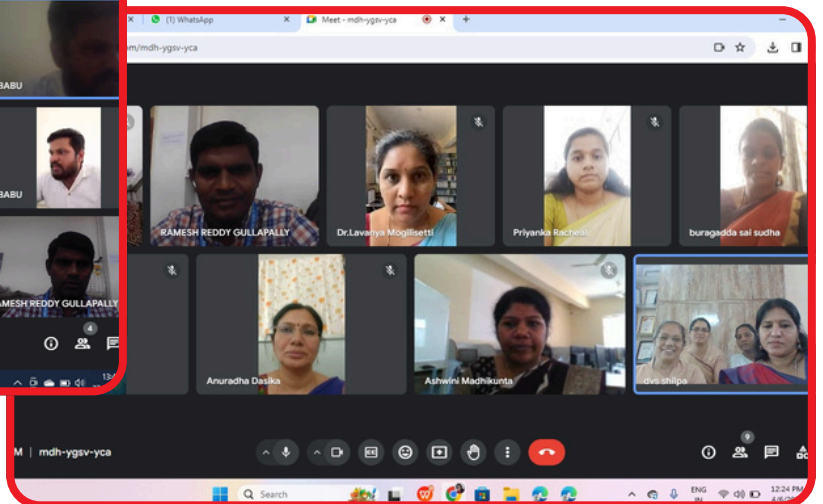 (1) WhatsApp
Meet - mdh-ygsv-yca
om/mdh-ygsv-yca
BABU
BABU
RAMESH REDDY GULLAPALLY
Dr.Lavanya Mogilisetti
Priyanka Racheal
buragadda sai sudha
AMESH REDDY GULLAPALLY
Anuradha Dasika
Ashwini Madhikunta
dvs shilpa
4
9
M | mdh-ygsv-yca
Search
ENG
IN
12:24 PM